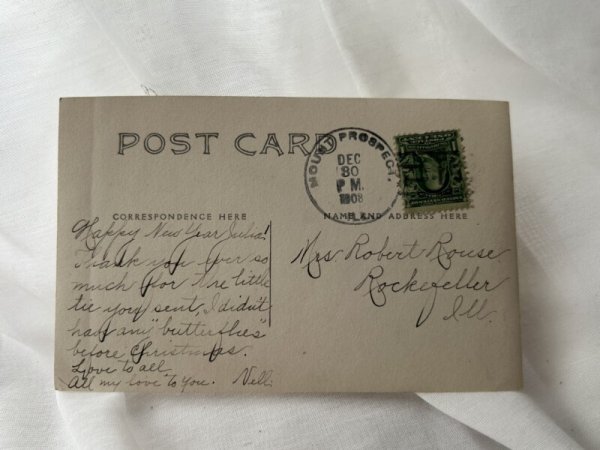 POST CARD
MOUNT PROSPECT,
DEC
30
P M.
1908
CORRESPONDENCE HERE
NAME AND ADDRESS HERE
Happy New Year Julia!
Thank you ever so
much for the little
tie you sent, I didn't
have any "butterflies
before Christmas.
Love to all
All my love to you. Nell.
Mrs Robert Rouse
Rockefeller
Ill.